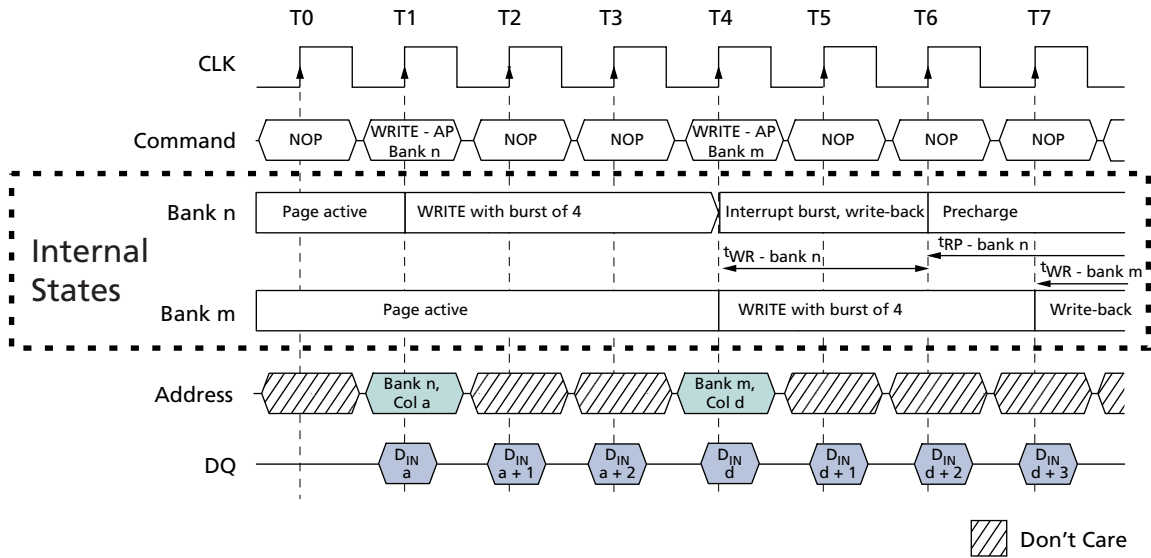 T0 T1 T2 T3 T4 T5 T6 T7
CLK
Command NOP WRITE - AP Bank n NOP NOP WRITE - AP Bank m NOP NOP NOP
Bank n Page active WRITE with burst of 4 Interrupt burst, write-back Precharge
Internal States
tWR - bank n tRP - bank n
tWR - bank m
Bank m Page active WRITE with burst of 4 Write-back
Address Bank n, Col a Bank m, Col d
DQ DIN a DIN a + 1 DIN a + 2 DIN d DIN d + 1 DIN d + 2 DIN d + 3
Don't Care